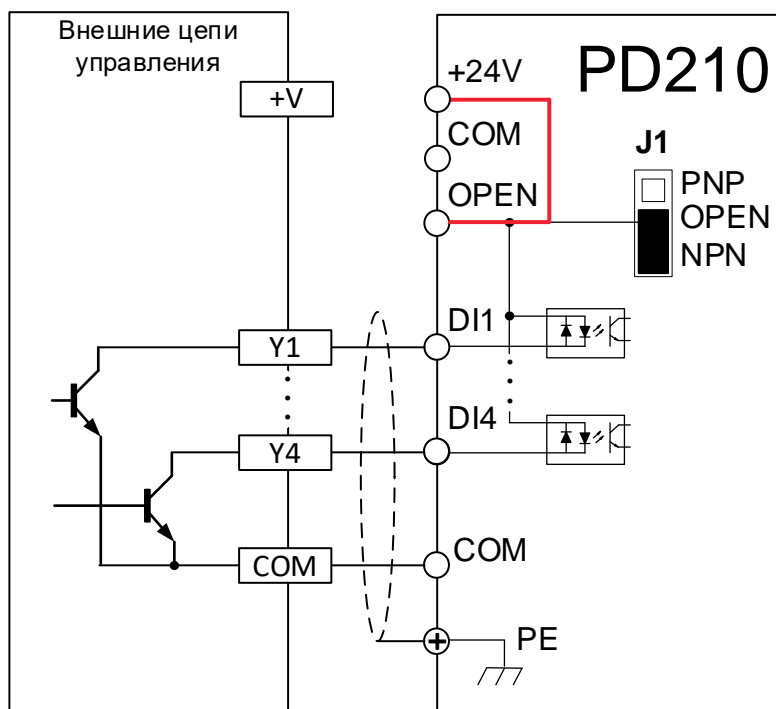 Внешние цепи
управления
+V
+24V
PD210
COM
J1
PNP
OPEN
OPEN
NPN
DI1
Y1
DI4
Y4
COM
COM
PE